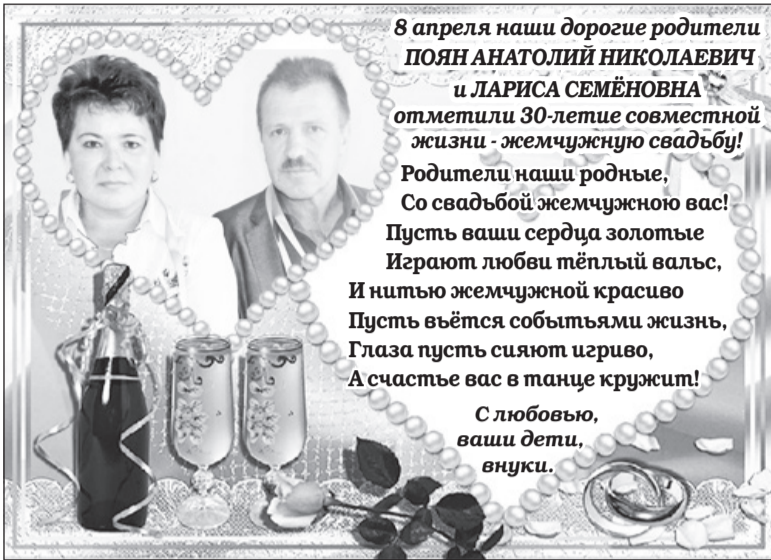 8 апреля наши дорогие родители
ПОЯН АНАТОЛИЙ НИКОЛАЕВИЧ
и ЛАРИСА СЕМЁНОВНА
отметили 30-летие совместной
жизни - жемчужную свадьбу!
Родители наши родные,
Со свадьбой жемчужною вас!
Пусть ваши сердца золотые
Играют любви тёплый вальс,
И нитью жемчужной красиво
Пусть вьётся событьями жизнь,
Глаза пусть сияют игриво,
А счастье вас в танце кружит!
С любовью,
ваши дети,
внуки.